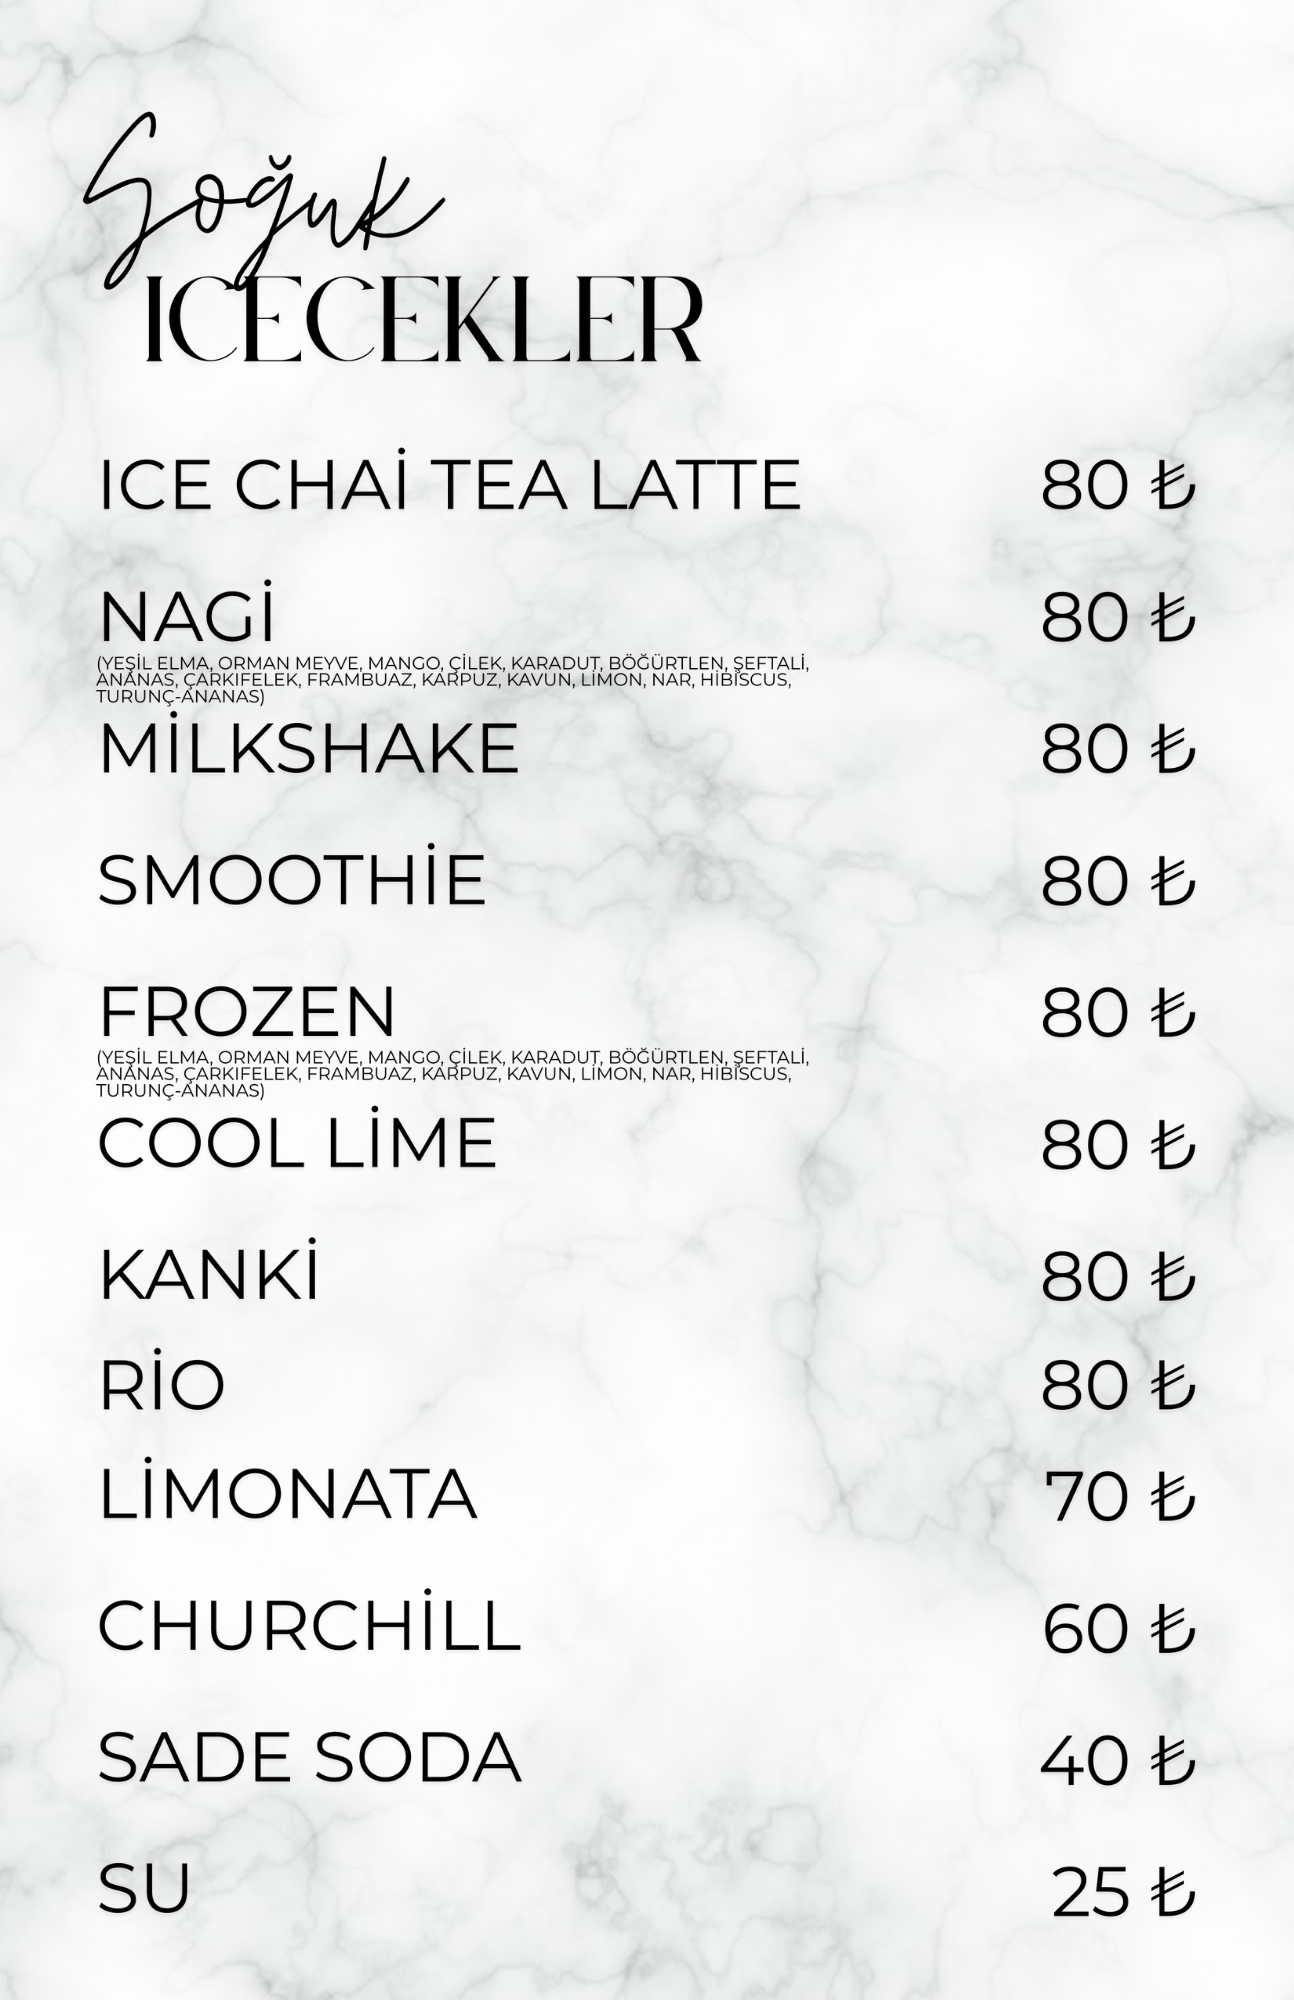 Soğuk
ICECEKLER
ICE CHAİ TEA LATTE 80 ₺
NAGİ 80 ₺
(YEŞİL ELMA, ORMAN MEYVE, MANGO, ÇİLEK, KARADUT, BÖĞÜRTLEN, ŞEFTALİ,
ANANAS, ÇARKIFELEK, FRAMBUAZ, KARPUZ, KAVUN, LİMON, NAR, HİBİSCUS,
TURUNÇ-ANANAS)
MİLKSHAKE 80 ₺
SMOOTHİE 80 ₺
FROZEN 80 ₺
(YEŞİL ELMA, ORMAN MEYVE, MANGO, ÇİLEK, KARADUT, BÖĞÜRTLEN, ŞEFTALİ,
ANANAS, ÇARKIFELEK, FRAMBUAZ, KARPUZ, KAVUN, LİMON, NAR, HİBİSCUS,
TURUNÇ-ANANAS)
COOL LİME 80 ₺
KANKİ 80 ₺
RİO 80 ₺
LİMONATA 70 ₺
CHURCHİLL 60 ₺
SADE SODA 40 ₺
SU 25 ₺